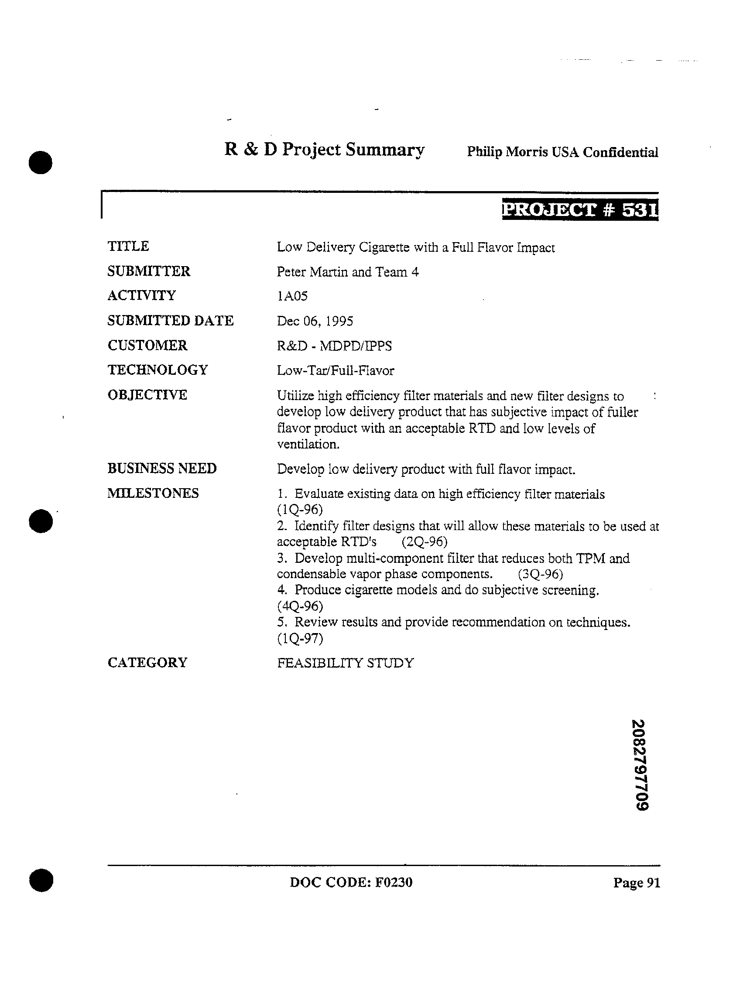 R & D Project Summary Philip Morris USA Confidential
PROJECT # 531
TITLE Low Delivery Cigarette with a Full Flavor Impact
SUBMITTER Peter Martin and Team 4
ACTIVITY 1A05
SUBMITTED DATE Dec 06, 1995
CUSTOMER R&D - MDPD/IPPS
TECHNOLOGY Low-Tar/Full-Flavor
OBJECTIVE Utilize high efficiency filter materials and new filter designs to
develop low delivery product that has subjective impact of fuller
flavor product with an acceptable RTD and low levels of
ventilation.
BUSINESS NEED Develop low delivery product with full flavor impact.
MILESTONES 1. Evaluate existing data on high efficiency filter materials
(1Q-96)
2. Identify filter designs that will allow these materials to be used at
acceptable RTD's (2Q-96)
3. Develop multi-component filter that reduces both TPM and
condensable vapor phase components. (3Q-96)
4. Produce cigarette models and do subjective screening.
(4Q-96)
5. Review results and provide recommendation on techniques.
(1Q-97)
CATEGORY FEASIBILITY STUDY
2082797709
DOC CODE: F0230 Page 91